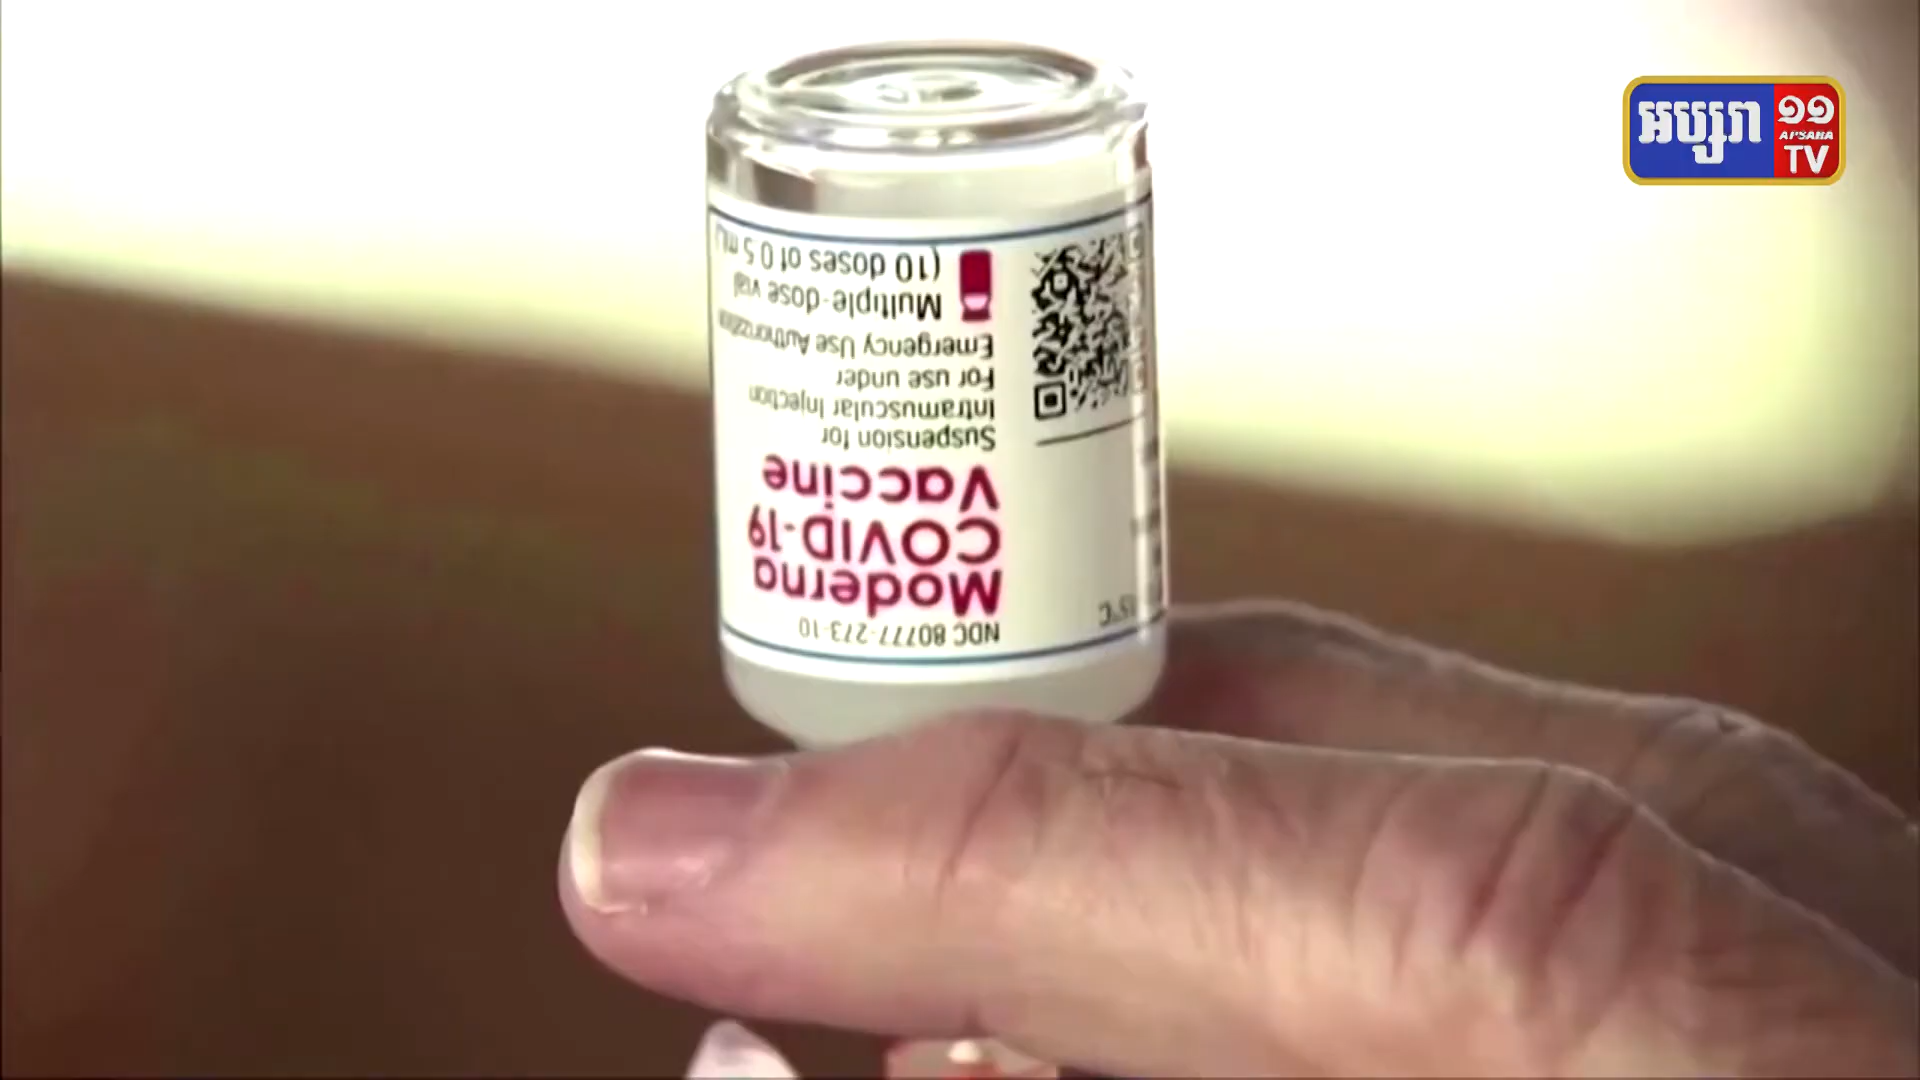 NDC 80777-273-10
Moderna
COVID-19
Vaccine
Suspension for
Intramuscular Injection
For use under
Emergency Use Authorization
Multiple-dose vial
(10 doses of 0.5 mL)
អប្សរា
១១
APSARA
TV